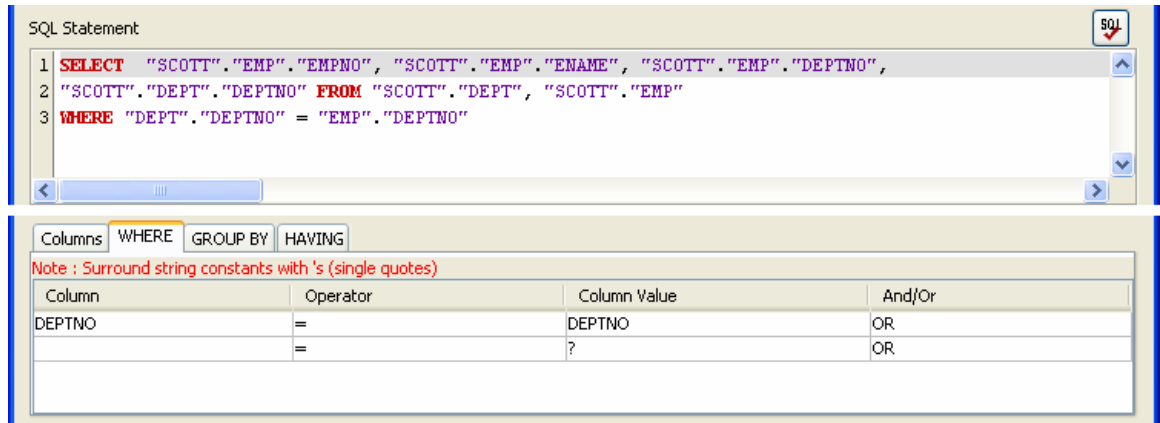 SQL Statement
SQL
1 SELECT "SCOTT"."EMP"."EMPNO", "SCOTT"."EMP"."ENAME", "SCOTT"."EMP"."DEPTNO",
2 "SCOTT"."DEPT"."DEPTNO" FROM "SCOTT"."DEPT", "SCOTT"."EMP"
3 WHERE "DEPT"."DEPTNO" = "EMP"."DEPTNO"
Columns WHERE GROUP BY HAVING
Note : Surround string constants with 's (single quotes)
Column Operator Column Value And/Or
DEPTNO = DEPTNO OR
= ? OR